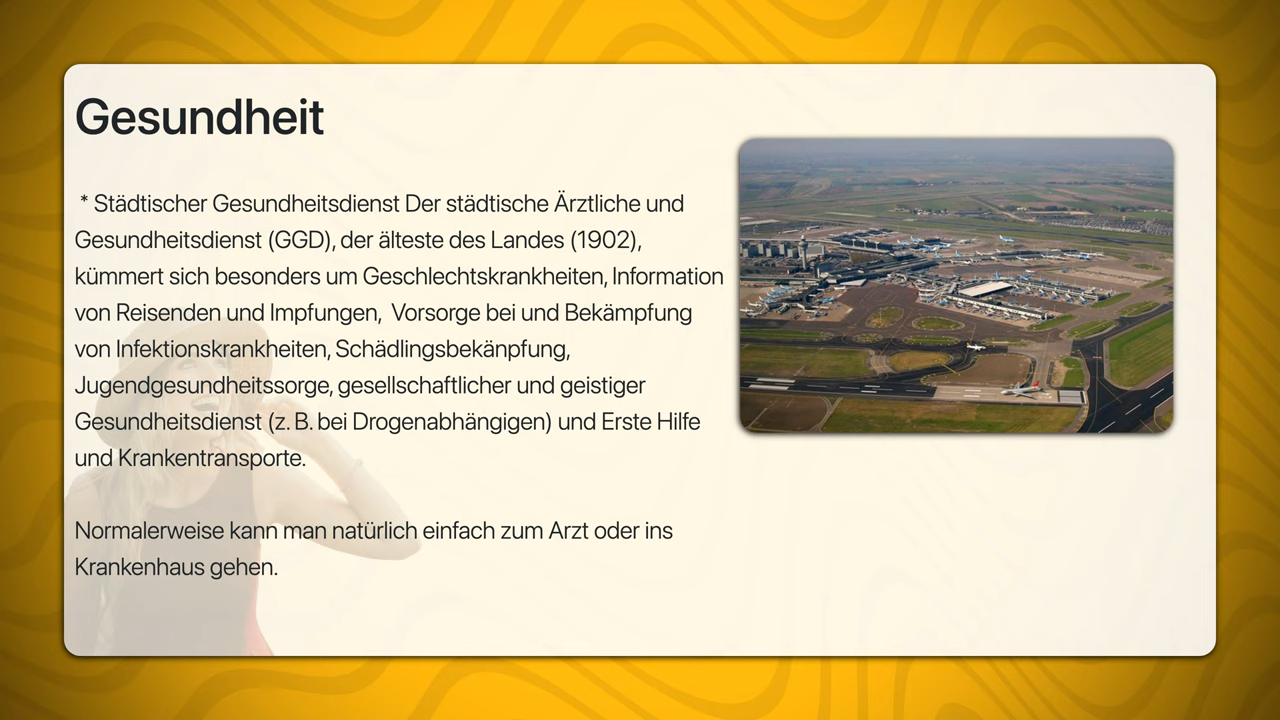 Gesundheit
* Städtischer Gesundheitsdienst Der städtische Ärztliche und
Gesundheitsdienst (GGD), der älteste des Landes (1902),
kümmert sich besonders um Geschlechtskrankheiten, Information
von Reisenden und Impfungen,  Vorsorge bei und Bekämpfung
von Infektionskrankheiten, Schädlingsbekänpfung,
Jugendgesundheitssorge, gesellschaftlicher und geistiger
Gesundheitsdienst (z. B. bei Drogenabhängigen) und Erste Hilfe
und Krankentransporte.
Normalerweise kann man natürlich einfach zum Arzt oder ins
Krankenhaus gehen.